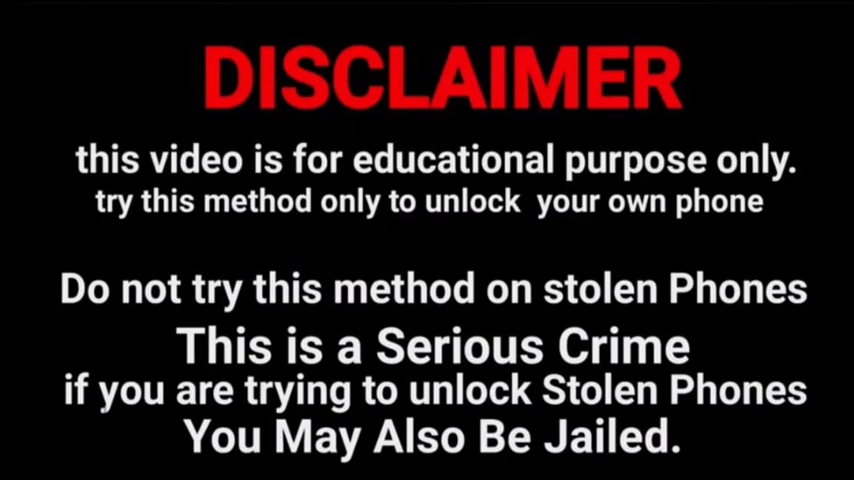 DISCLAIMER
this video is for educational purpose only.
try this method only to unlock your own phone
Do not try this method on stolen Phones
This is a Serious Crime
if you are trying to unlock Stolen Phones
You May Also Be Jailed.